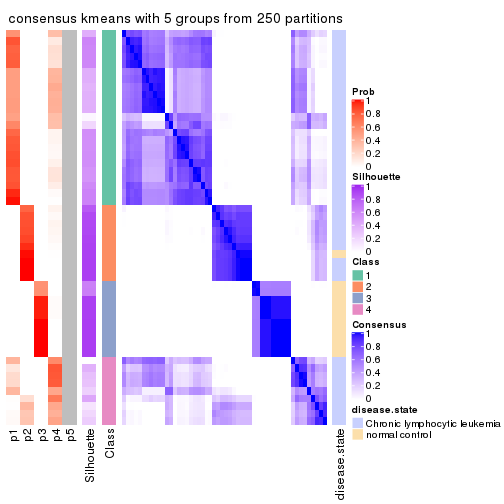 consensus kmeans with 5 groups from 250 partitions
Prob
1
0.8
0.6
0.4
0.2
0
Silhouette
1
0.8
0.6
0.4
0.2
0
Class
1
2
3
4
Consensus
1
0.8
0.6
0.4
0.2
0
disease.state
Chronic lymphocytic leukemia
normal control
p1
p2
p3
p4
p5
Silhouette
Class
disease.state